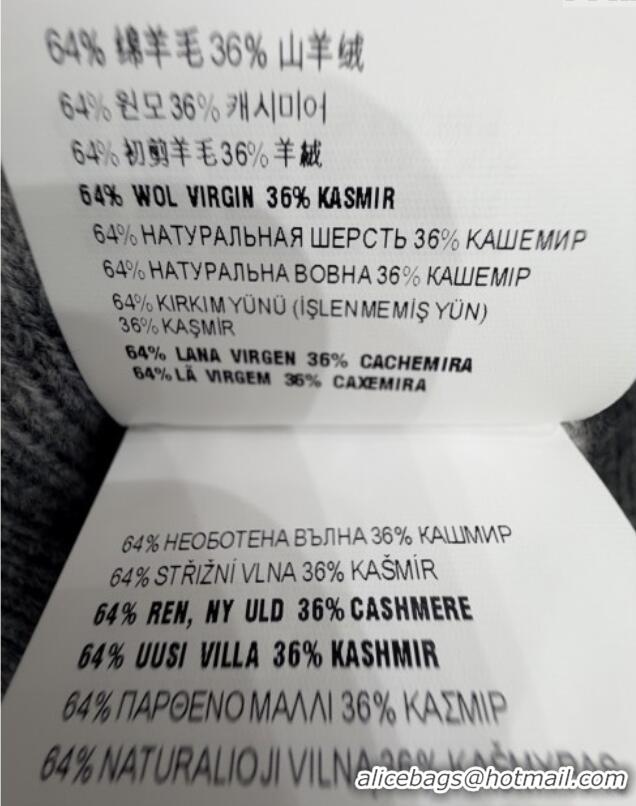 64% 绵羊毛 36% 山羊绒
64% 원모 36% 캐시미어
64% 初剪羊毛 36% 羊絨
64% WOL VIRGIN 36% KASMIR
64% НАТУРАЛЬНАЯ ШЕРСТЬ 36% КАШЕМИР
64% НАТУРАЛЬНА ВОВНА 36% КАШЕМІР
64% KIRKIM YÜNÜ (İŞLENMEMİŞ YÜN)
36% KAŞMİR
64% LANA VIRGEN 36% CACHEMIRA
64% LÃ VIRGEM 36% CAXEMIRA
64% НЕОБОТЕНА ВЪЛНА 36% КАШМИР
64% STŘIŽNÍ VLNA 36% KAŠMÍR
64% REN, NY ULD 36% CASHMERE
64% UUSI VILLA 36% KASHMIR
64% ΠΑΡΘΕΝΟ ΜΑΛΛΙ 36% ΚΑΣΜΙΡ
64% NATURALIOJI VILNA 36% KAŠMYRAS
alicebags@hotmail.com